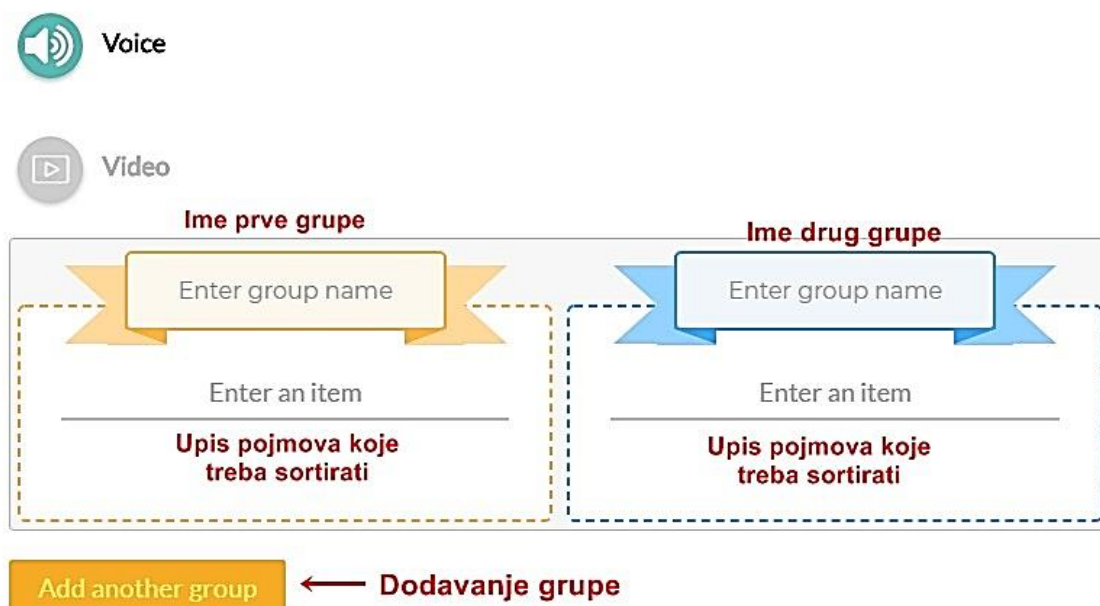 Voice
Video
Ime prve grupe
Ime drug grupe
Enter group name
Enter group name
Enter an item
Enter an item
Upis pojmova koje
treba sortirati
Upis pojmova koje
treba sortirati
Add another group
Dodavanje grupe